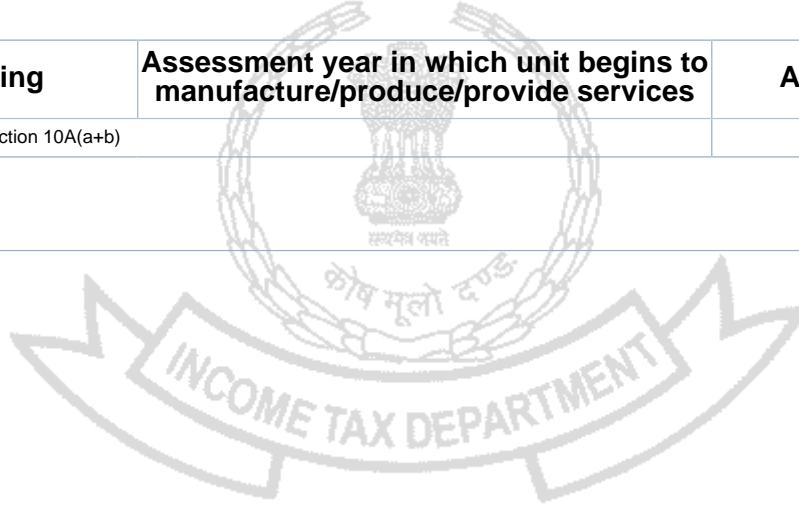 ing
Assessment year in which unit begins to
manufacture/produce/provide services
A
ction 10A(a+b)
सत्यमेव जयते
कोष मूलो दण्डः
INCOME TAX DEPARTMENT